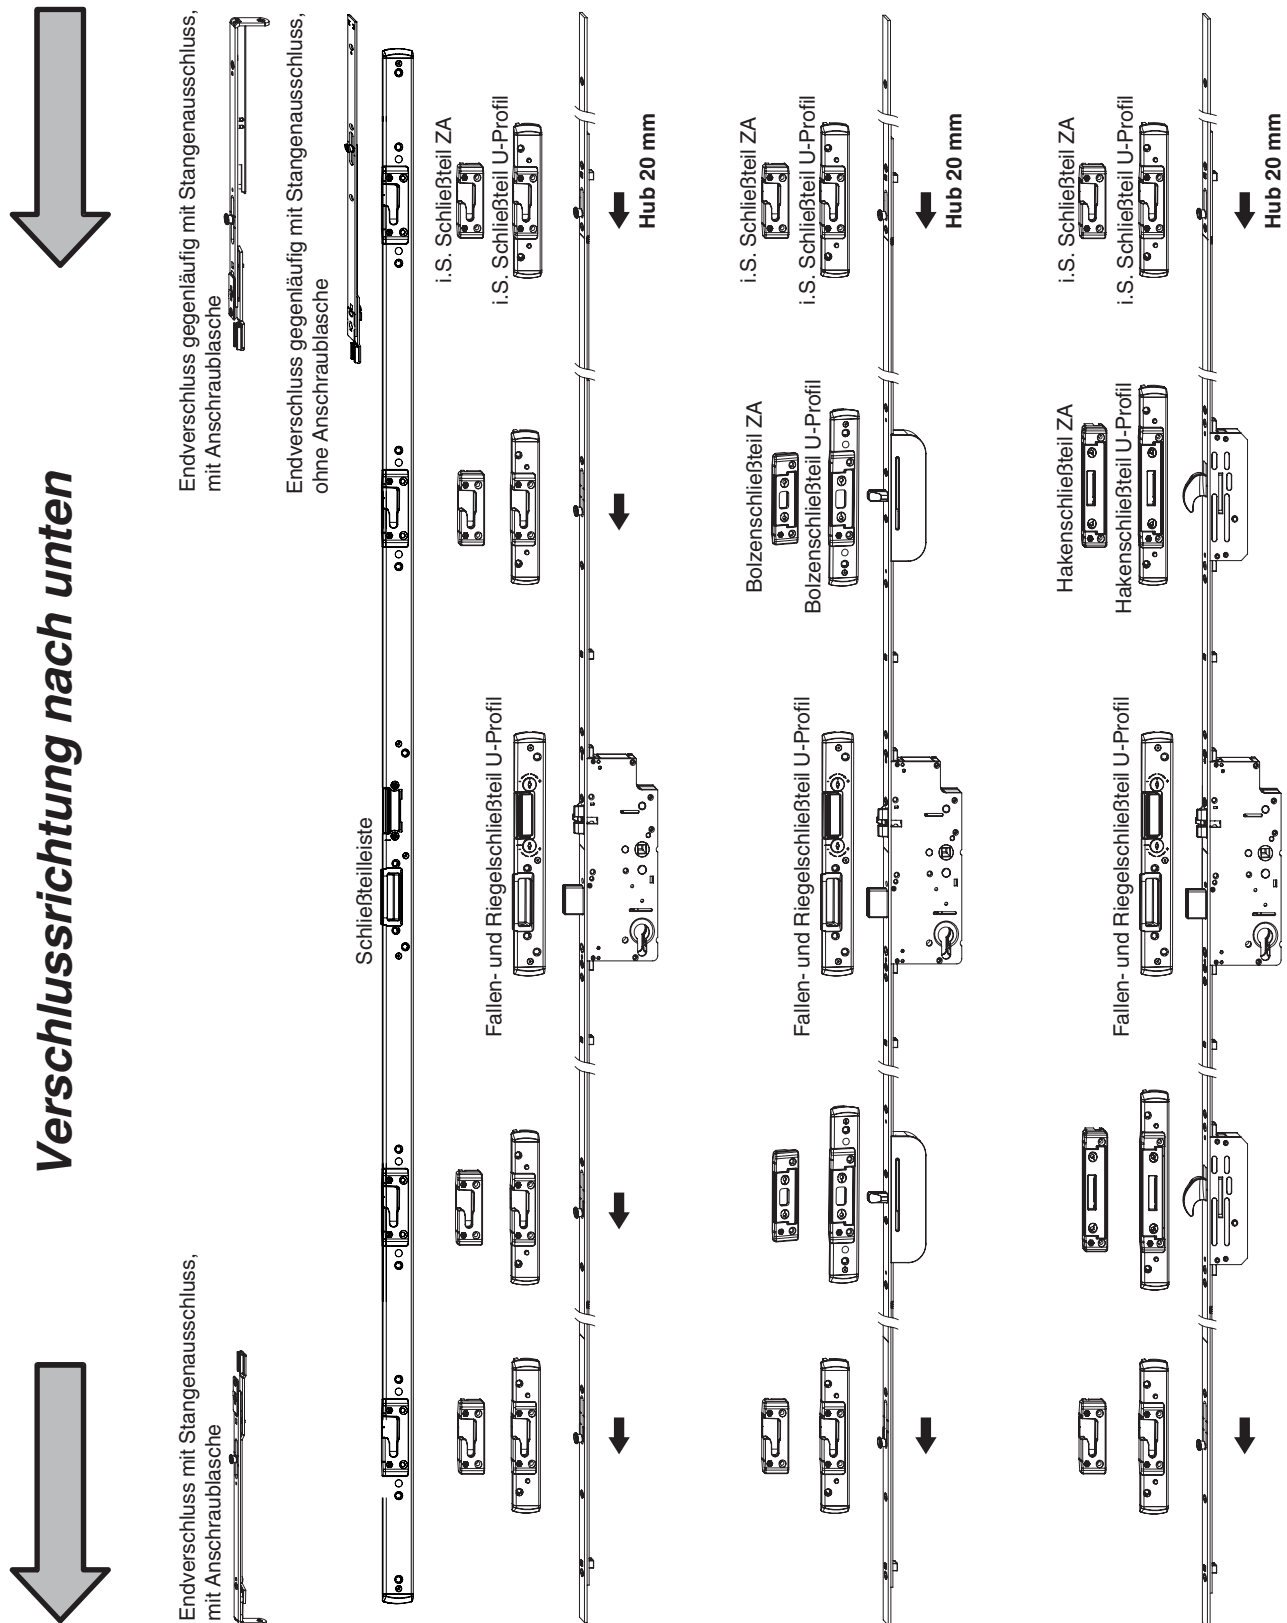 Verschlussrichtung nach unten
Endverschluss mit Stangenausschluss,
mit Anschraublasche
Endverschluss gegenläufig mit Stangenausschluss,
mit Anschraublasche
Endverschluss gegenläufig mit Stangenausschluss,
ohne Anschraublasche
Schließteilleiste
i.S. Schließteil ZA
i.S. Schließteil U-Profil
Fallen- und Riegelschließteil U-Profil
Hub 20 mm
i.S. Schließteil ZA
i.S. Schließteil U-Profil
Bolzenschließteil ZA
Bolzenschließteil U-Profil
Fallen- und Riegelschließteil U-Profil
Hub 20 mm
i.S. Schließteil ZA
i.S. Schließteil U-Profil
Hakenschließteil ZA
Hakenschließteil U-Profil
Fallen- und Riegelschließteil U-Profil
Hub 20 mm